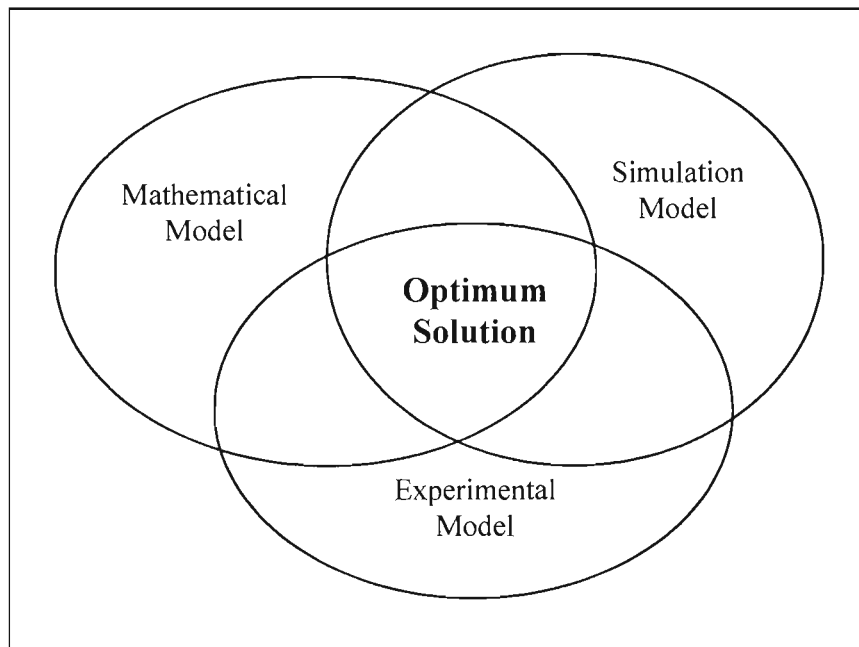 Mathematical
Model
Simulation
Model
Optimum
Solution
Experimental
Model